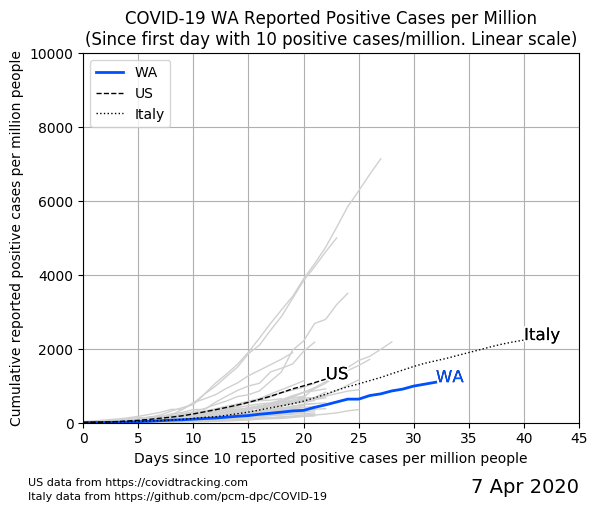 COVID-19 WA Reported Positive Cases per Million
(Since first day with 10 positive cases/million. Linear scale)
Cumulative reported positive cases per million people
10000
8000
6000
4000
2000
0
WA
US
Italy
US
WA
Italy
0 5 10 15 20 25 30 35 40 45
Days since 10 reported positive cases per million people
US data from https://covidtracking.com
Italy data from https://github.com/pcm-dpc/COVID-19
7 Apr 2020